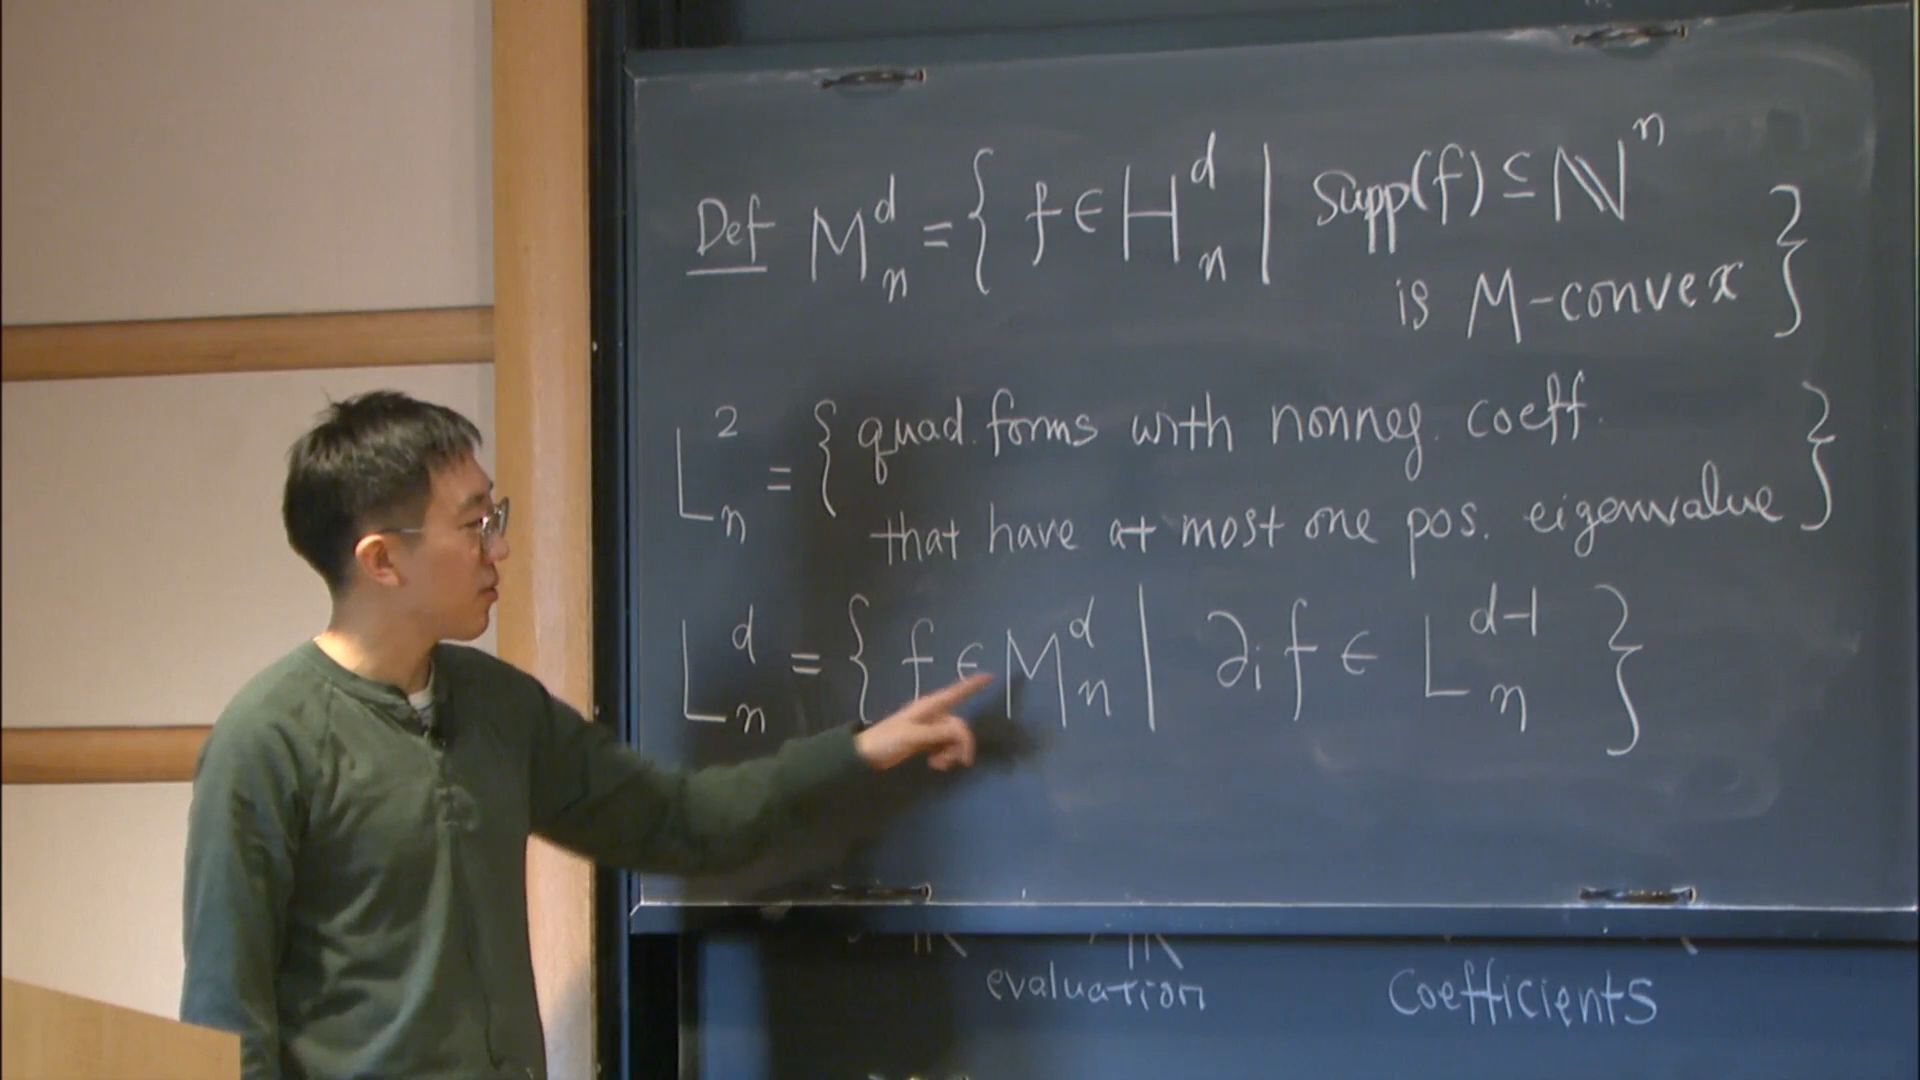 Def M_n^d = { f ∈ H_n^d | supp(f) ⊆ ℕ^n
is M-convex }
L_n^2 = { quad. forms with nonneg. coeff.
that have at most one pos. eigenvalue }
L_n^d = { f ∈ M_n^d | ∂_i f ∈ L_n^{d-1} }
evaluation coefficients